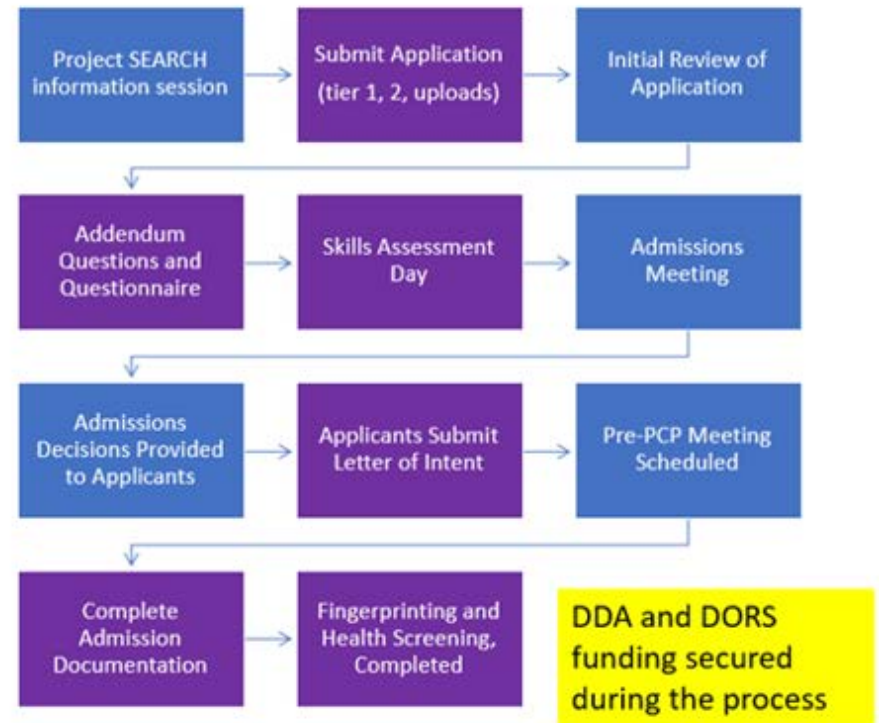 Project SEARCH
information session
Submit Application
(tier 1, 2, uploads)
Initial Review of
Application
Addendum
Questions and
Questionnaire
Skills Assessment
Day
Admissions
Meeting
Admissions
Decisions Provided
to Applicants
Applicants Submit
Letter of Intent
Pre-PCP Meeting
Scheduled
Complete
Admission
Documentation
Fingerprinting and
Health Screening,
Completed
DDA and DORS
funding secured
during the process